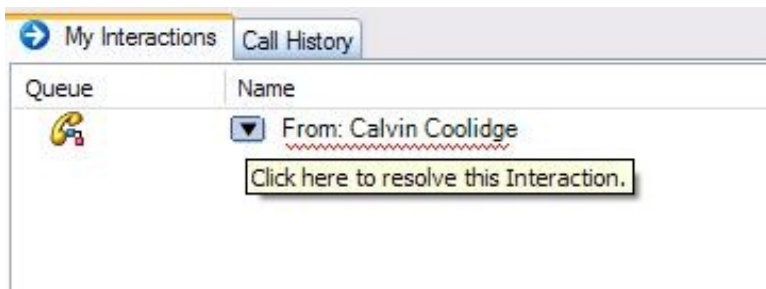 My Interactions Call History
Queue Name
From: Calvin Coolidge
Click here to resolve this Interaction.